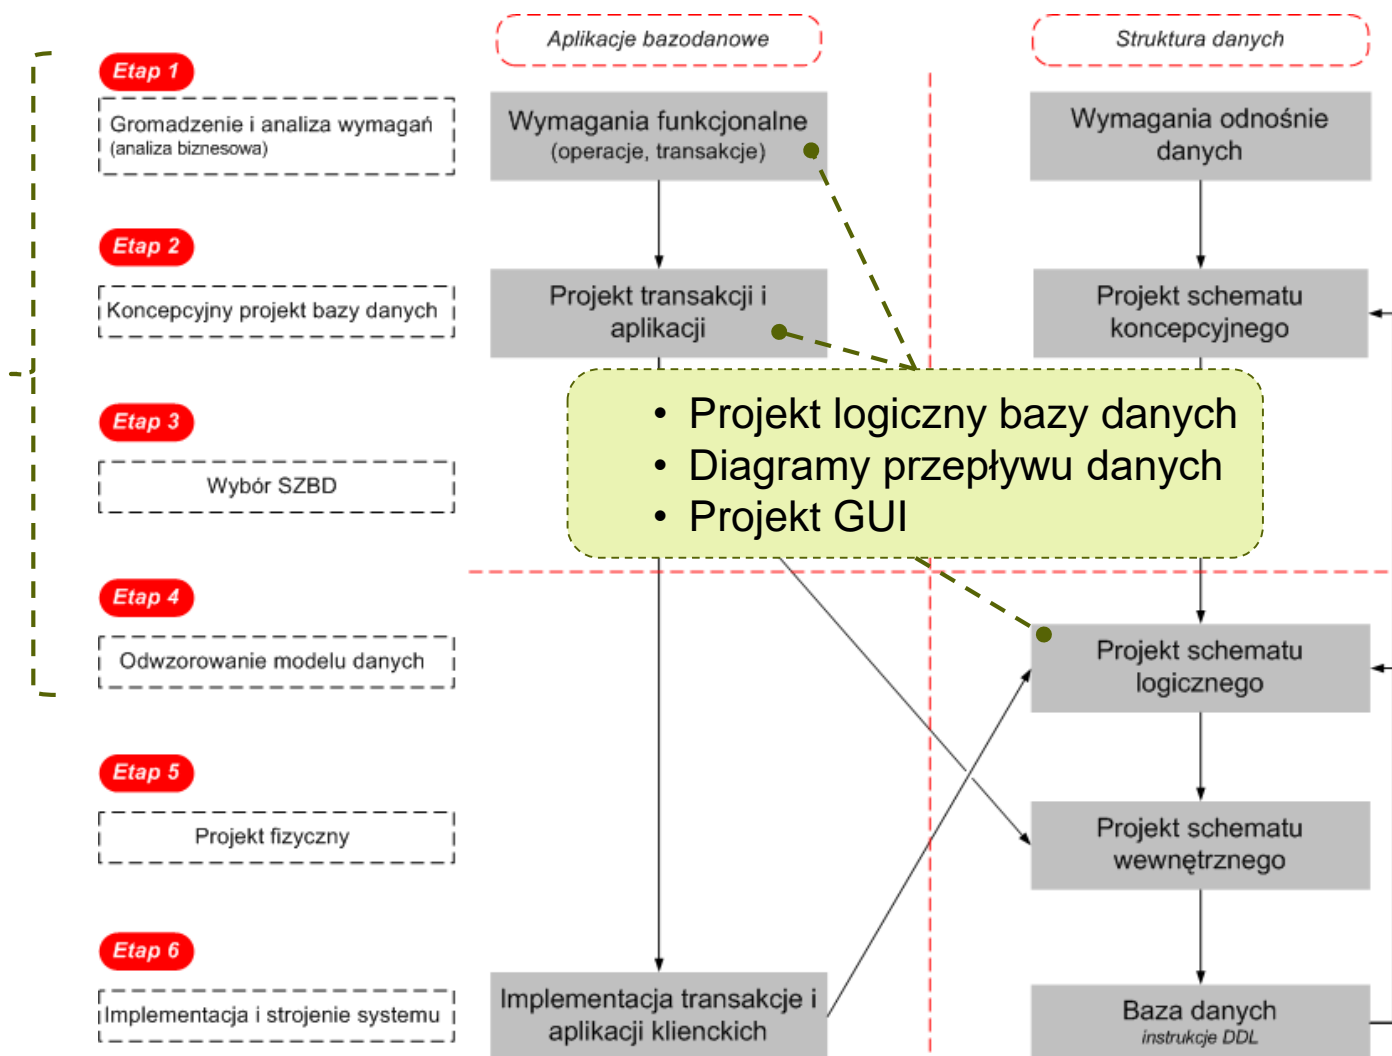 Aplikacje bazodanowe
Struktura danych
Etap 1
Gromadzenie i analiza wymagań
(analiza biznesowa)
Wymagania funkcjonalne
(operacje, transakcje)
Wymagania odnośnie
danych
Etap 2
Koncepcyjny projekt bazy danych
Projekt transakcji i
aplikacji
Projekt schematu
koncepcyjnego
Etap 3
Wybór SZBD
• Projekt logiczny bazy danych
• Diagramy przepływu danych
• Projekt GUI
Etap 4
Odwzorowanie modelu danych
Projekt schematu
logicznego
Etap 5
Projekt fizyczny
Projekt schematu
wewnętrznego
Etap 6
Implementacja i strojenie systemu
Implementacja transakcje i
aplikacji klienckich
Baza danych
instrukcje DDL